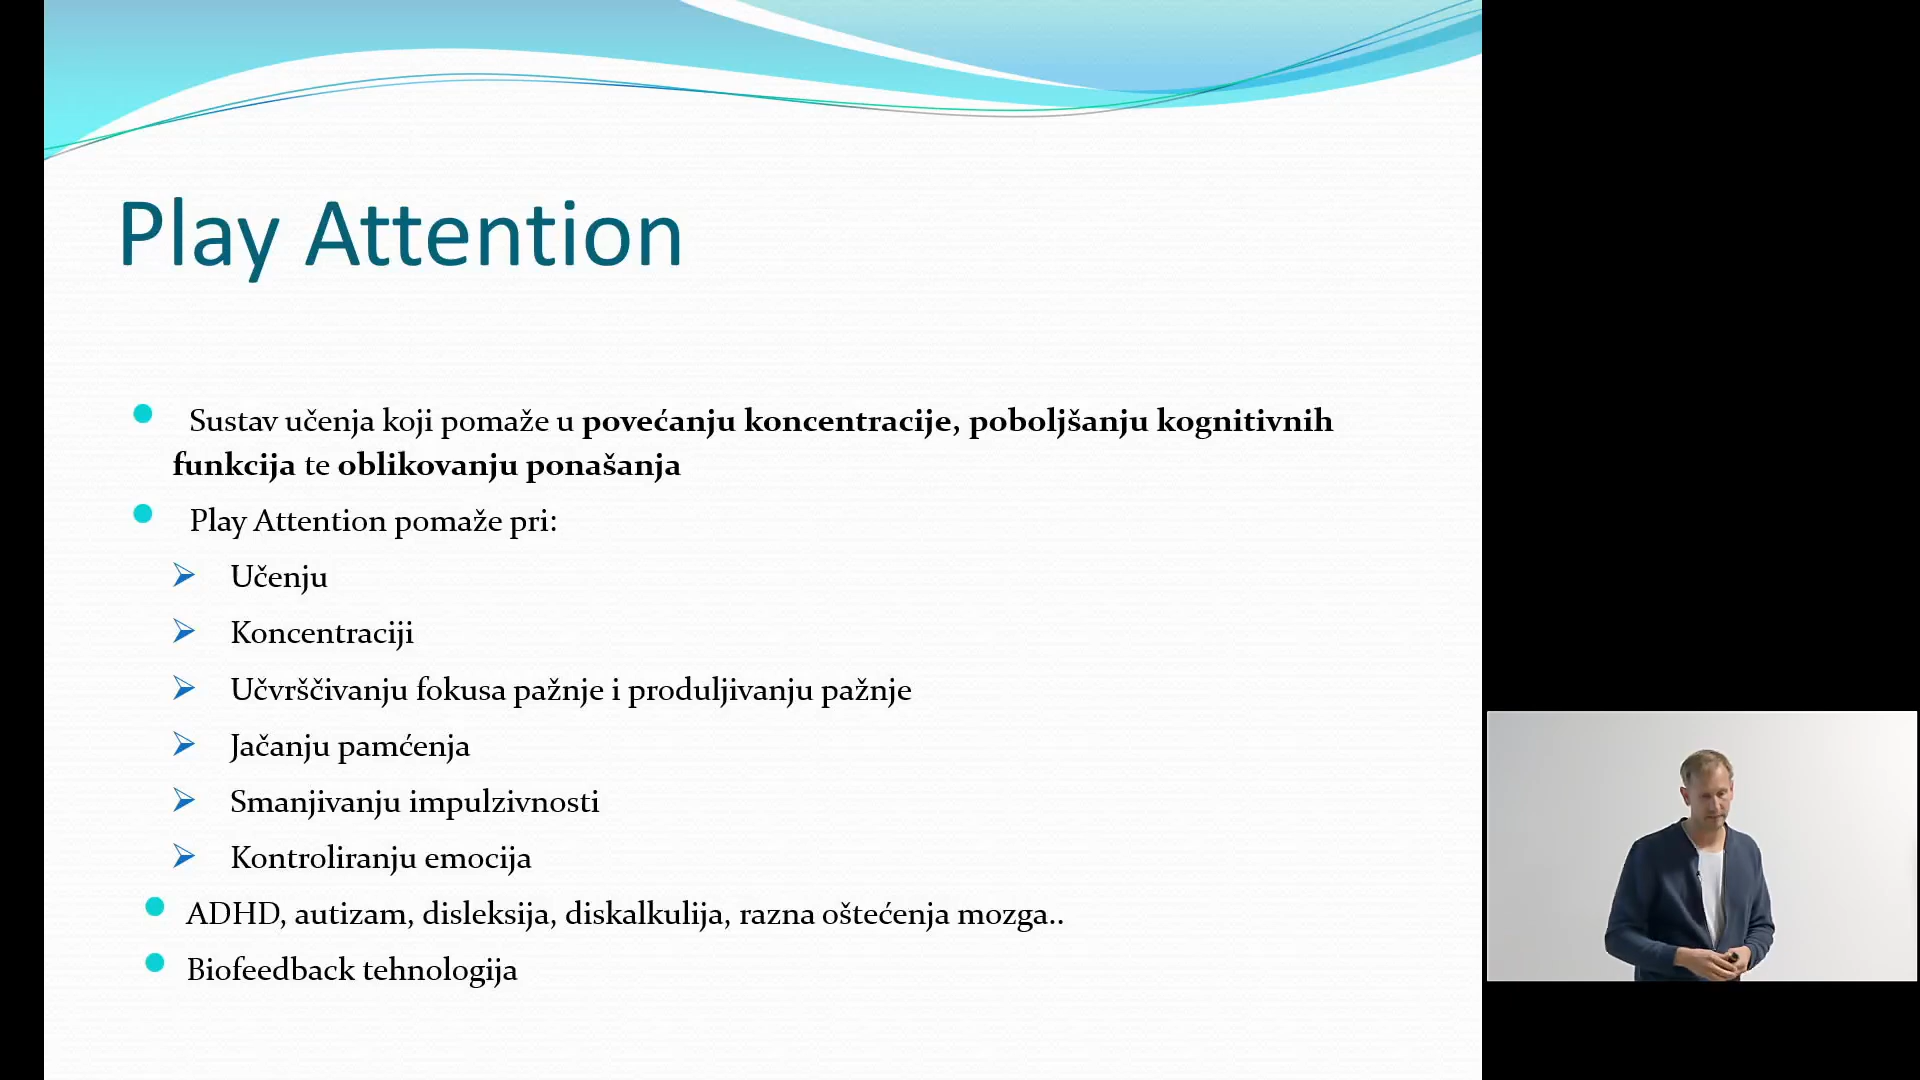 Play Attention
Sustav učenja koji pomaže u povećanju koncentracije, poboljšanju kognitivnih
funkcija te oblikovanju ponašanja
Play Attention pomaže pri:
Učenju
Koncentraciji
Učvrščivanju fokusa pažnje i produljivanju pažnje
Jačanju pamćenja
Smanjivanju impulzivnosti
Kontroliranju emocija
ADHD, autizam, disleksija, diskalkulija, razna oštećenja mozga..
Biofeedback tehnologija